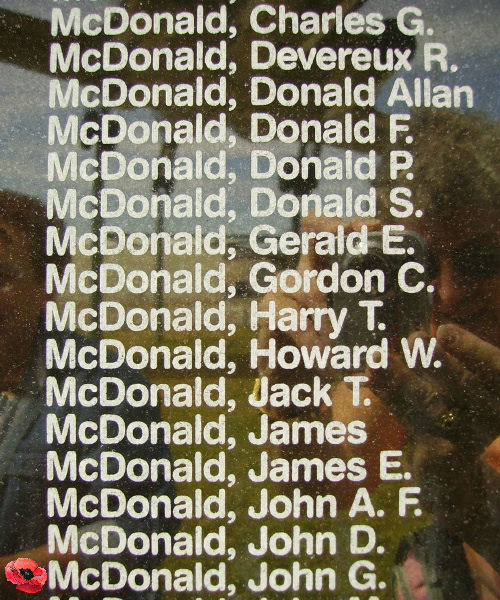 McDonald, Charles G.
McDonald, Devereux R.
McDonald, Donald Allan
McDonald, Donald F.
McDonald, Donald P.
McDonald, Donald S.
McDonald, Gerald E.
McDonald, Gordon C.
McDonald, Harry T.
McDonald, Howard W.
McDonald, Jack T.
McDonald, James
McDonald, James E.
McDonald, John A. F.
McDonald, John D.
McDonald, John G.